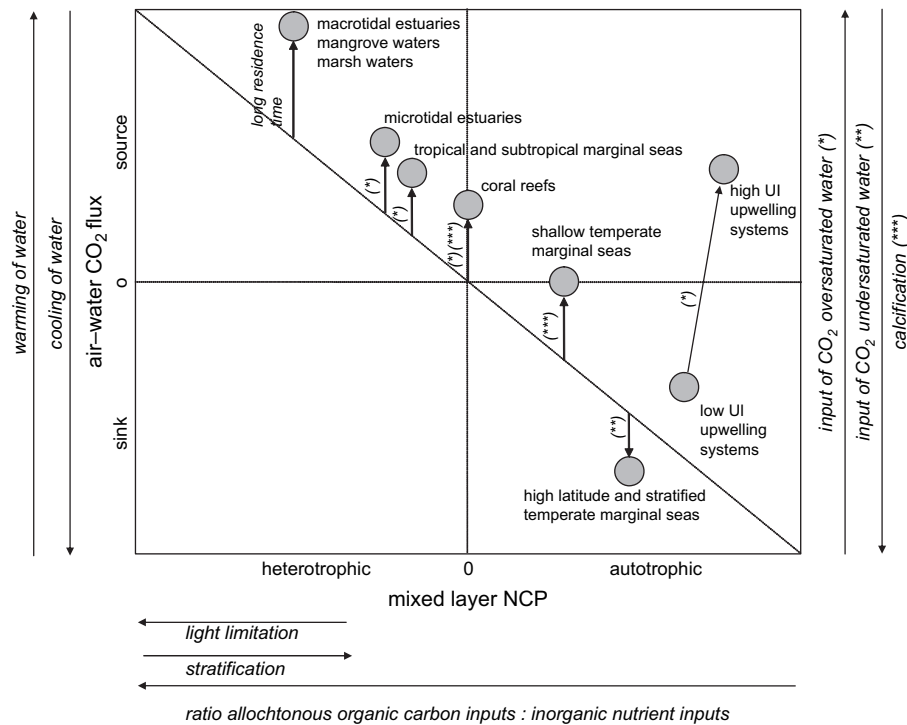 macrotidal estuaries
mangrove waters
marsh waters
long residence
time
microtidal estuaries
tropical and subtropical marginal seas
(*)
(*)
coral reefs
(*) (***)
high UI
upwelling
systems
shallow temperate
marginal seas
(*)
(***)
low UI
upwelling
systems
(**)
high latitude and stratified
temperate marginal seas
warming of water
cooling of water
air–water CO2 flux
source
0
sink
input of CO2 oversaturated water (*)
input of CO2 undersaturated water (**)
calcification (***)
heterotrophic
0
autotrophic
mixed layer NCP
light limitation
stratification
ratio allochtonous organic carbon inputs : inorganic nutrient inputs